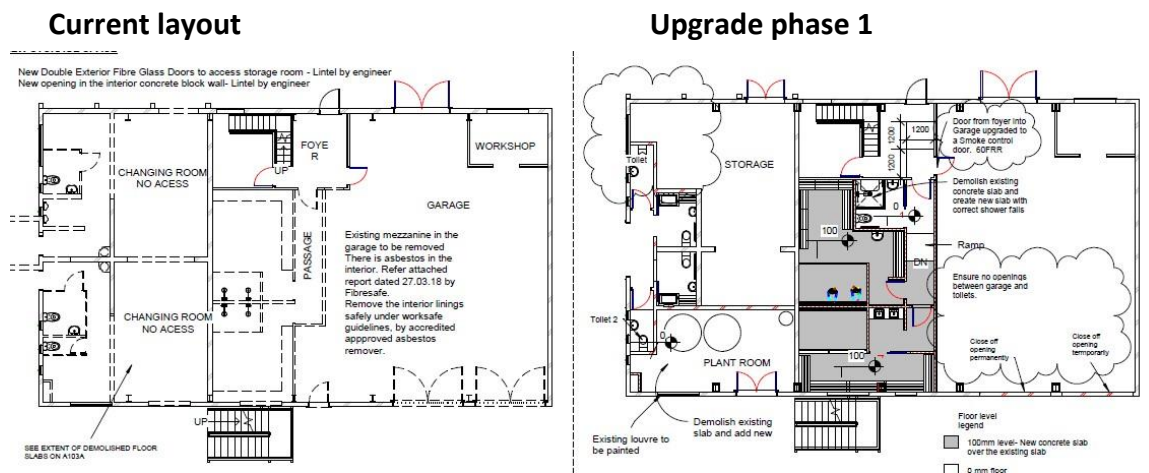 Current layout
New Double Exterior Fibre Glass Doors to access storage room - Lintel by engineer
New opening in the interior concrete block wall- Lintel by engineer
CHANGING ROOM
NO ACESS
UP
FOYE
R
WORKSHOP
GARAGE
PASSAGE
Existing mezzanine in the
garage to be removed
There is asbestos in the
interior. Refer attached
report dated 27.03.18 by
Fibresafe.
Remove the interior linings
safely under worksafe
guidelines, by accredited
appproved asbestos
remover.
CHANGING ROOM
NO ACESS
UP
SEE EXTENT OF DEMOLISHED FLOOR
SLABS ON A103A
Upgrade phase 1
Toilet
STORAGE
1200
1200
1200
Door from foyer into
Garage upgraded to
a Smoke control
door. 60FRR
Demolish existing
concrete slab and
create new slab with
correct shower falls
0
100
Ramp
DN
Ensure no openings
between garage and
toilets.
Toilet 2
0
PLANT ROOM
100
Close off
opening
permanently
Close off
opening
temporarly
Existing louvre to
be painted
Demolish existing
slab and add new
Floor level
legend
100mm level- New concrete slab
over the existing slab
0 mm floor